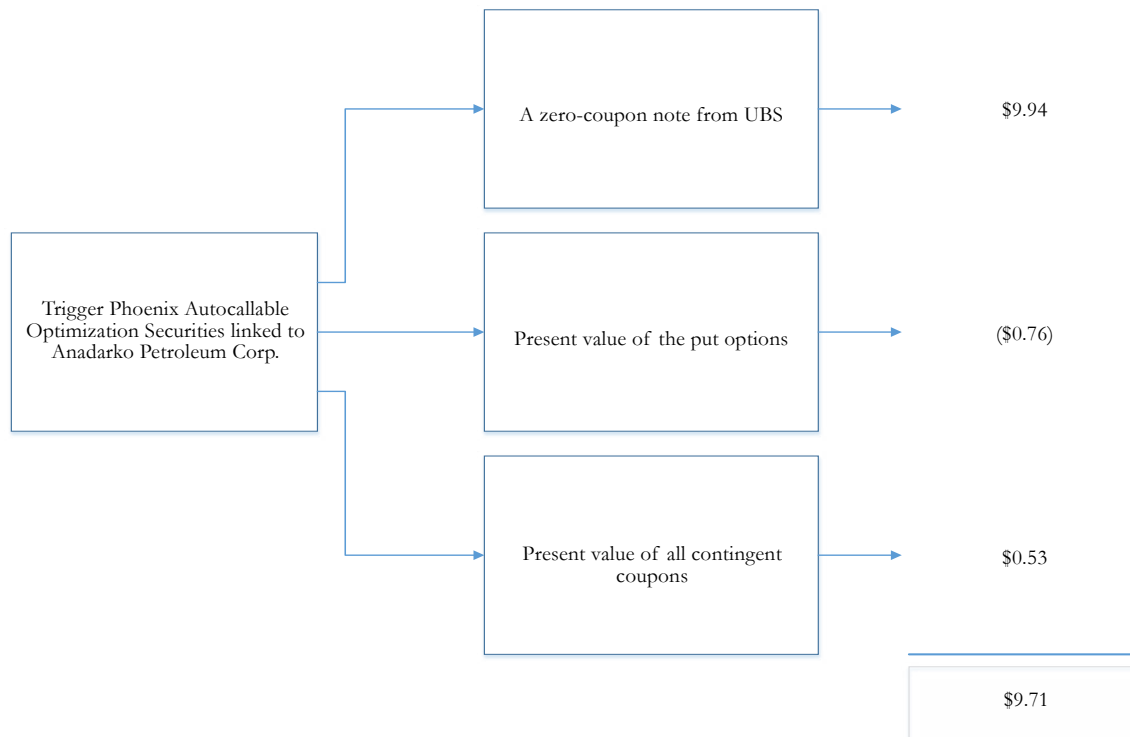 A zero-coupon note from UBS
$9.94
Trigger Phoenix Autocallable
Optimization Securities linked to
Anadarko Petroleum Corp.
Present value of the put options
($0.76)
Present value of all contingent
coupons
$0.53
$9.71